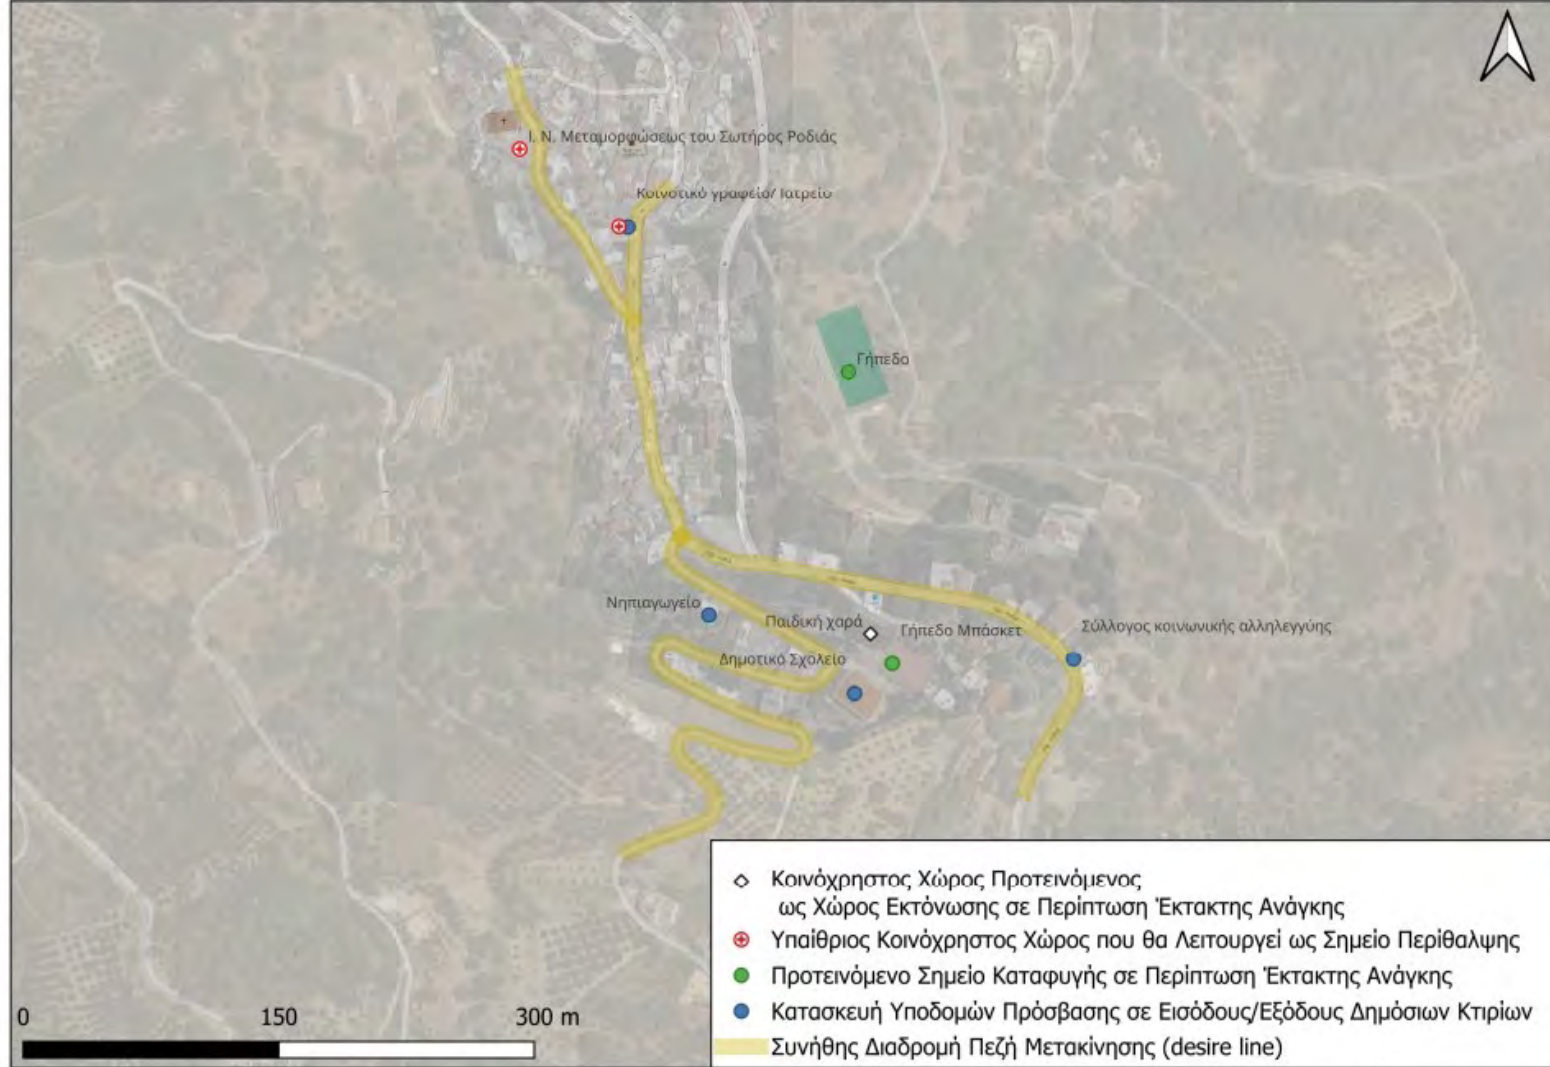 Ι. Ν. Μεταμορφώσεως του Σωτήρος Ροδιάς
Κοινοτικό γραφείο/ Ιατρείο
Γήπεδο
Νηπιαγωγείο
Παιδική χαρά
Γήπεδο Μπάσκετ
Σύλλογος κοινωνικής αλληλεγγύης
Δημοτικό Σχολείο
Κοινόχρηστος Χώρος Προτεινόμενος
ως Χώρος Εκτόνωσης σε Περίπτωση Έκτακτης Ανάγκης
Υπαίθριος Κοινόχρηστος Χώρος που θα Λειτουργεί ως Σημείο Περίθαλψης
Προτεινόμενο Σημείο Καταφυγής σε Περίπτωση Έκτακτης Ανάγκης
Κατασκευή Υποδομών Πρόσβασης σε Εισόδους/Εξόδους Δημόσιων Κτιρίων
Συνήθης Διαδρομή Πεζή Μετακίνησης (desire line)
0 150 300 m